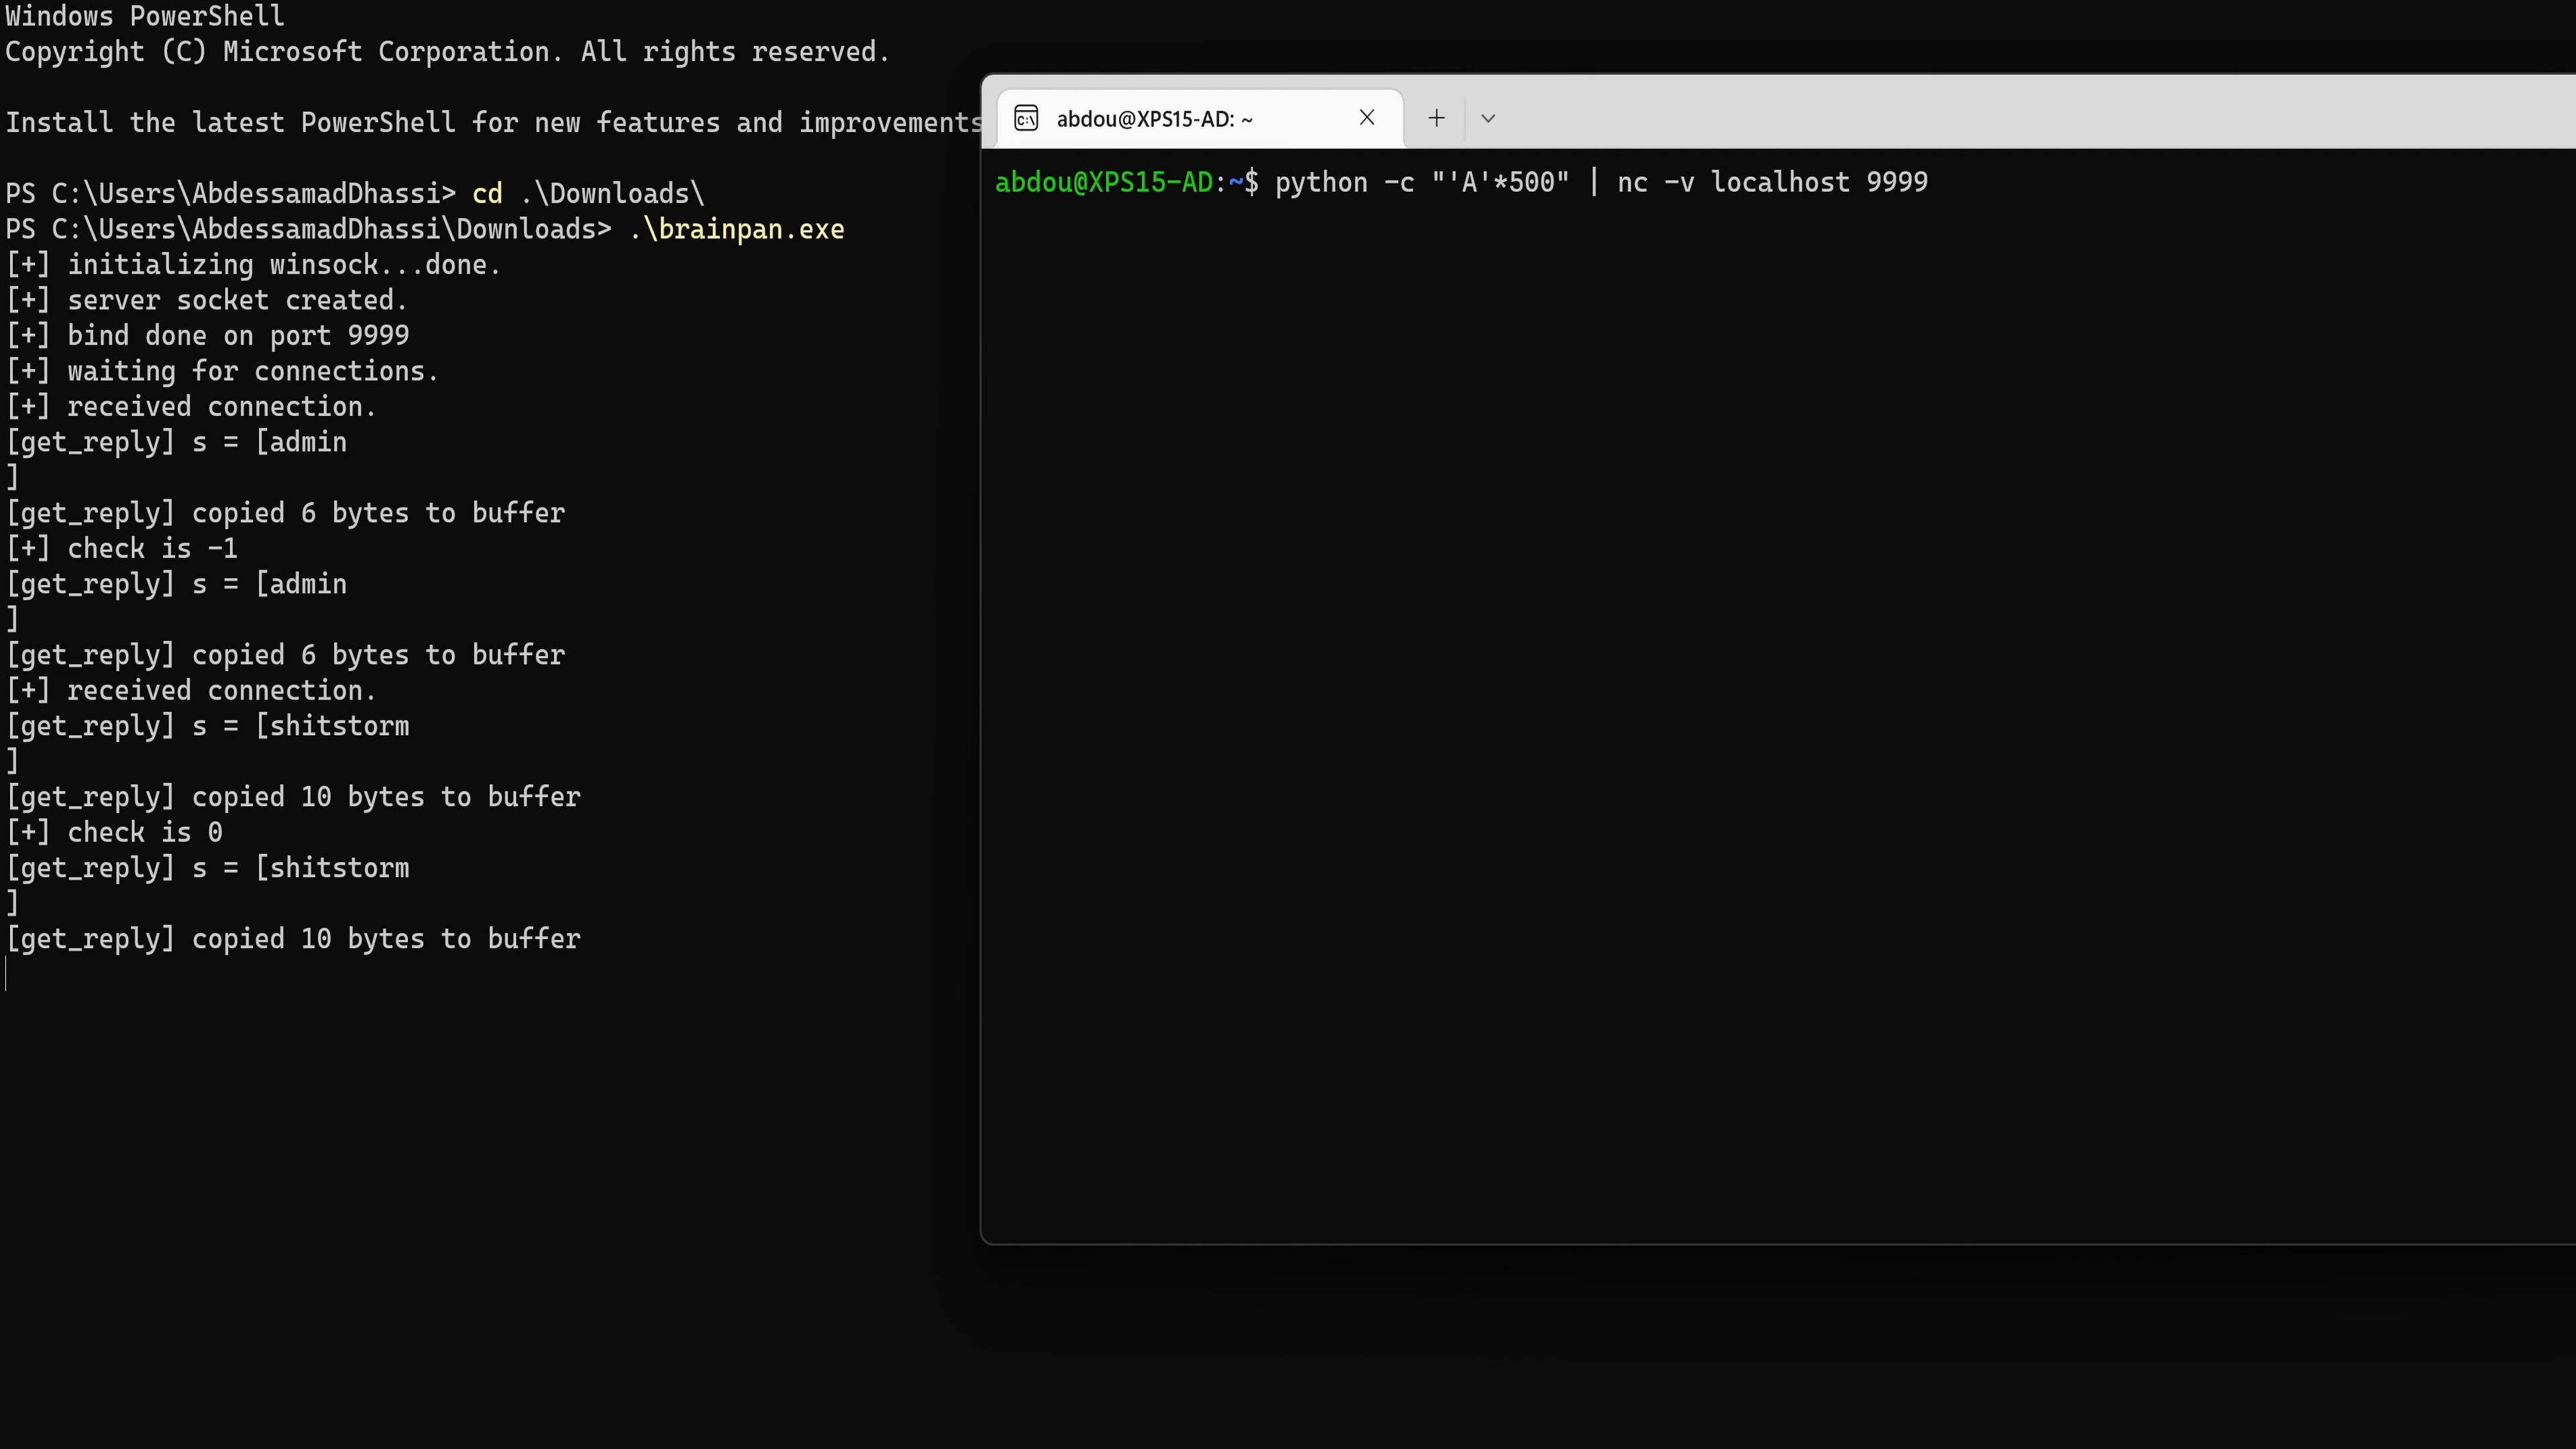 Windows PowerShell
Copyright (C) Microsoft Corporation. All rights reserved.
Install the latest PowerShell for new features and improvements
PS C:\Users\AbdessamadDhassi> cd .\Downloads\
PS C:\Users\AbdessamadDhassi\Downloads> .\brainpan.exe
[+] initializing winsock...done.
[+] server socket created.
[+] bind done on port 9999
[+] waiting for connections.
[+] received connection.
[get_reply] s = [admin
]
[get_reply] copied 6 bytes to buffer
[+] check is -1
[get_reply] s = [admin
]
[get_reply] copied 6 bytes to buffer
[+] received connection.
[get_reply] s = [shitstorm
]
[get_reply] copied 10 bytes to buffer
[+] check is 0
[get_reply] s = [shitstorm
]
[get_reply] copied 10 bytes to buffer
abdou@XPS15-AD: ~
abdou@XPS15-AD:~$ python -c "'A'*500" | nc -v localhost 9999